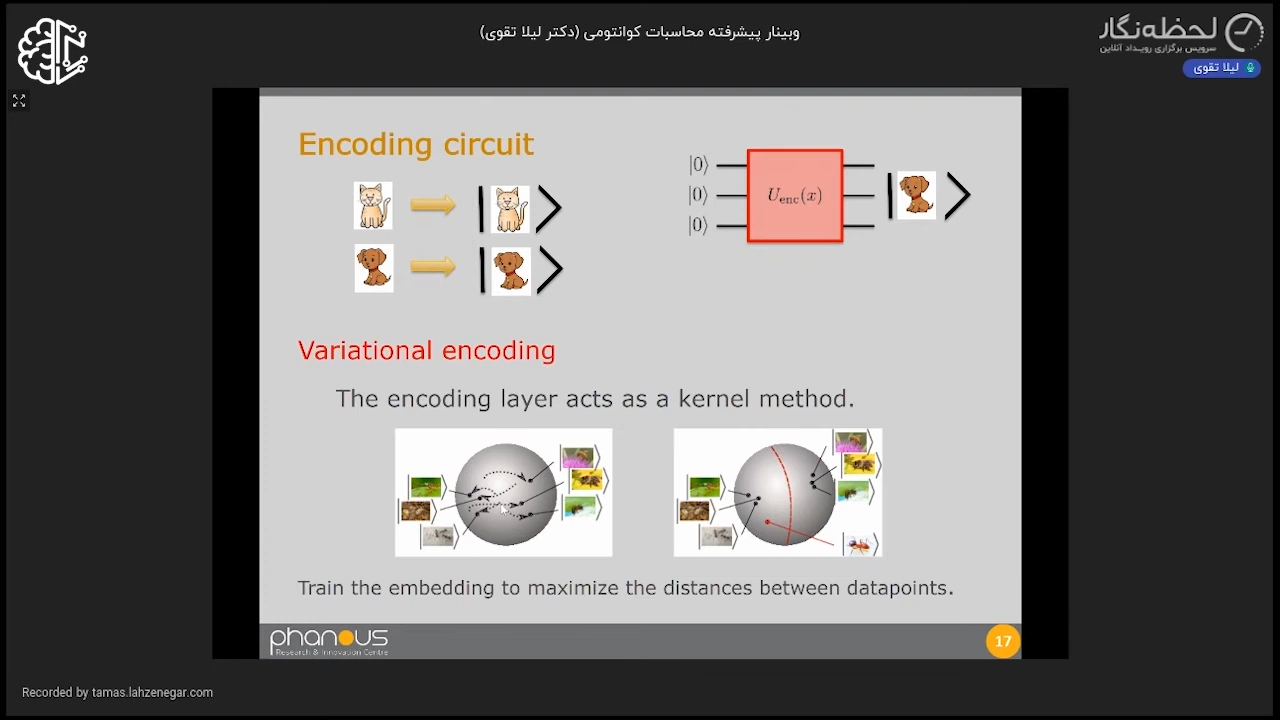 وبینار پیشرفته محاسبات کوانتومی (دکتر لیلا تقوی)
لحظه‌نگار
سرویس برگزاری رویداد آنلاین
لیلا تقوی
Encoding circuit
|0⟩
|0⟩
|0⟩
U_enc(x)
Variational encoding
The encoding layer acts as a kernel method.
Train the embedding to maximize the distances between datapoints.
phanous
Research & Innovation Centre
17
Recorded by tamas.lahzenegar.com